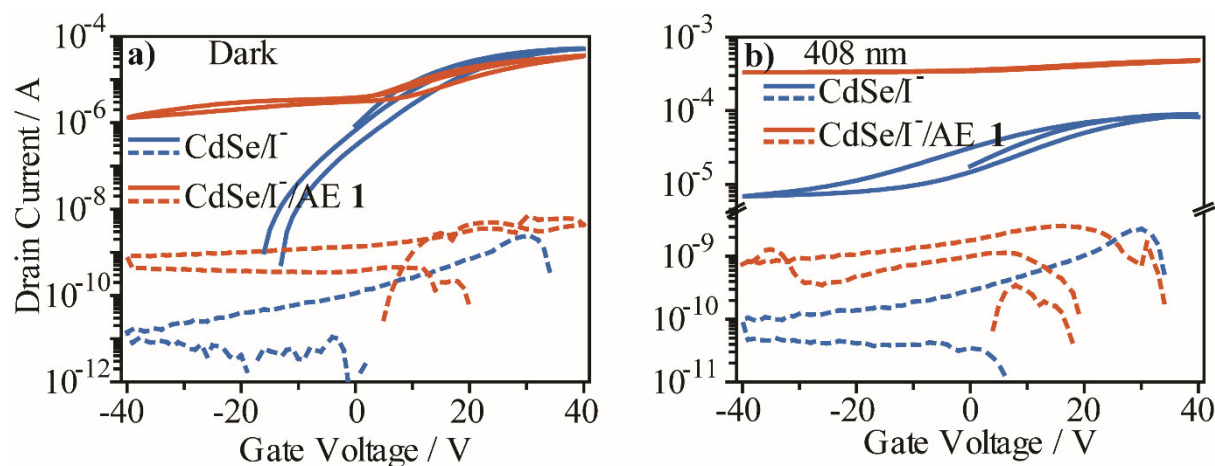 a) Dark
CdSe/I⁻
CdSe/I⁻/AE 1
10⁻⁴
10⁻⁶
10⁻⁸
10⁻¹⁰
10⁻¹²
Drain Current / A
-40 -20 0 20 40
Gate Voltage / V
b) 408 nm
CdSe/I⁻
CdSe/I⁻/AE 1
10⁻³
10⁻⁴
10⁻⁵
10⁻⁹
10⁻¹⁰
10⁻¹¹
-40 -20 0 20 40
Gate Voltage / V